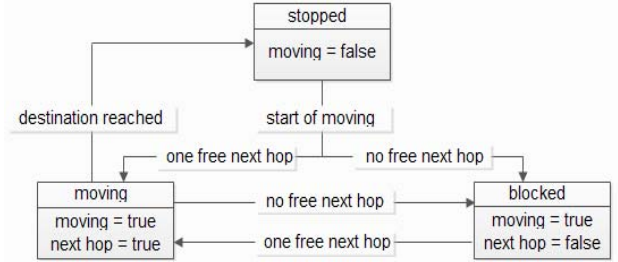 stopped
moving = false
destination reached
start of moving
one free next hop
no free next hop
moving
moving = true
next hop = true
no free next hop
one free next hop
blocked
moving = true
next hop = false